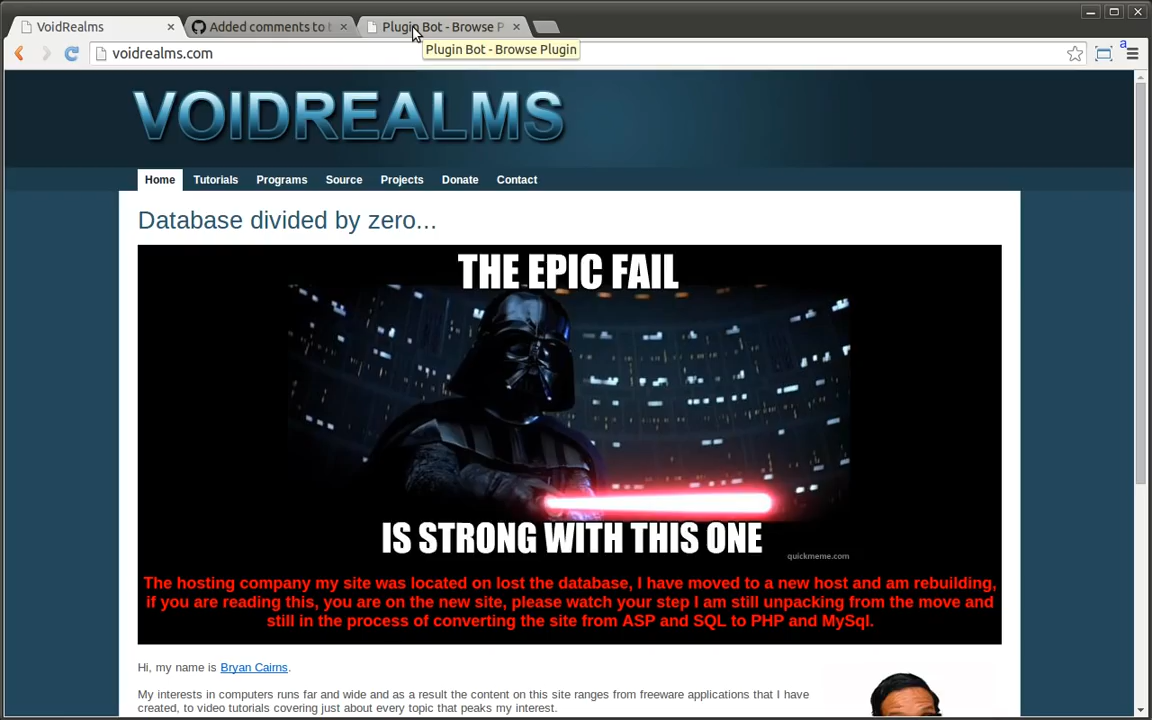 VoidRealms
Added comments to t
Plugin Bot - Browse P
Plugin Bot - Browse Plugin
voidrealms.com
a
VOIDREALMS
Home Tutorials Programs Source Projects Donate Contact
Database divided by zero...
THE EPIC FAIL
IS STRONG WITH THIS ONE
quickmeme.com
The hosting company my site was located on lost the database, I have moved to a new host and am rebuilding,
if you are reading this, you are on the new site, please watch your step I am still unpacking from the move and
still in the process of converting the site from ASP and SQL to PHP and MySql.
Hi, my name is Bryan Cairns.
My interests in computers runs far and wide and as a result the content on this site ranges from freeware applications that I have
created, to video tutorials covering just about every topic that peaks my interest.